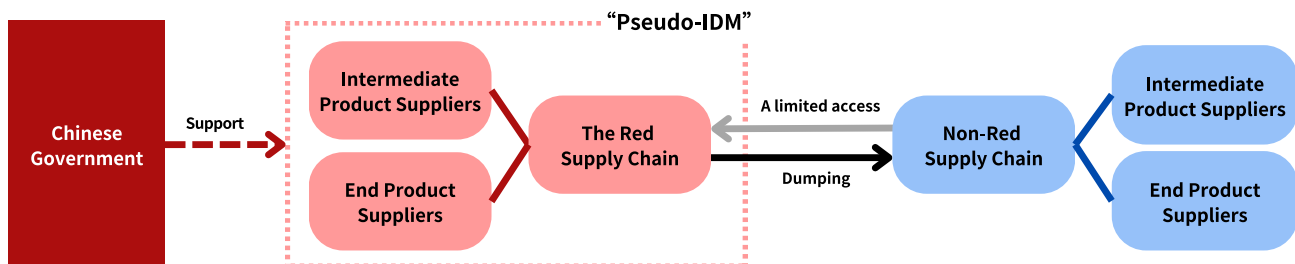 “Pseudo-IDM”
Chinese
Government
Support
Intermediate
Product Suppliers
End Product
Suppliers
The Red
Supply Chain
A limited access
Dumping
Non-Red
Supply Chain
Intermediate
Product Suppliers
End Product
Suppliers